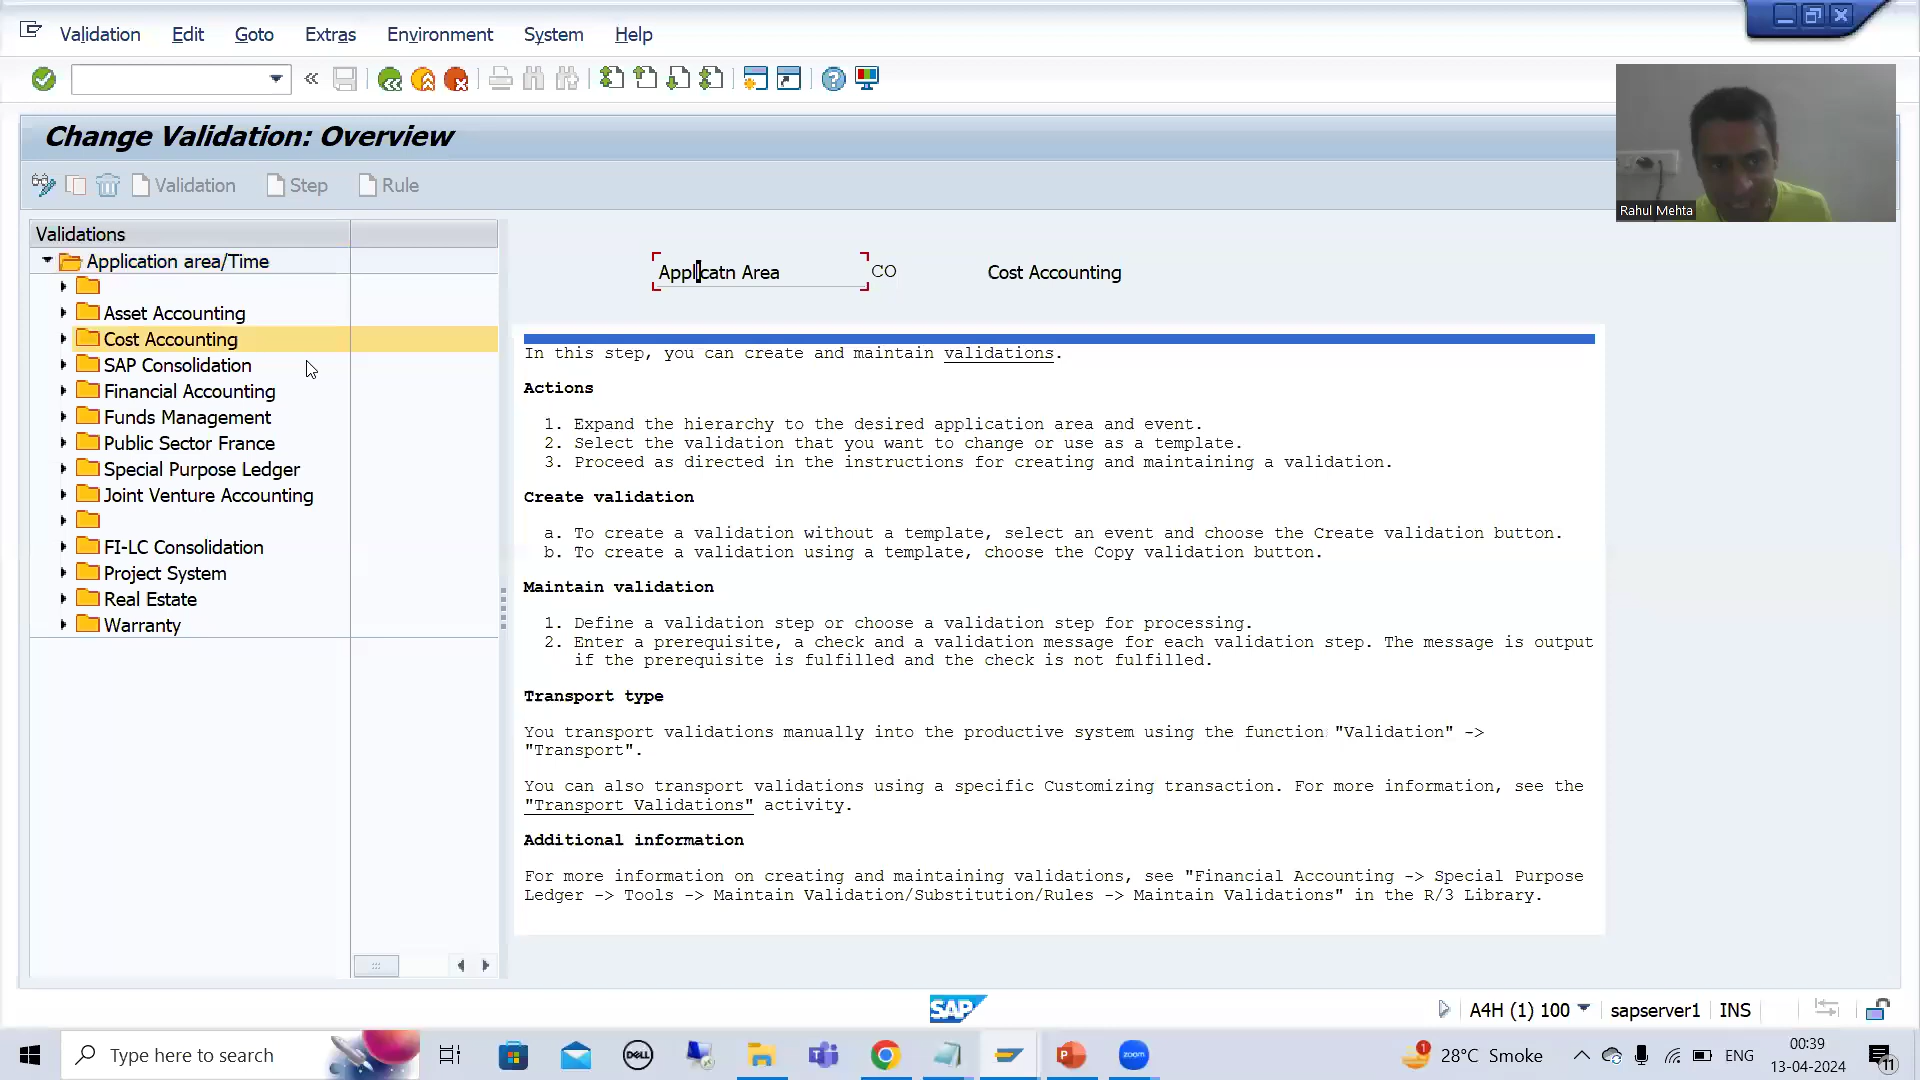 Validation Edit Goto Extras Environment System Help
Change Validation: Overview
Validation Step Rule
Rahul Mehta
Validations
Application area/Time
Asset Accounting
Cost Accounting
SAP Consolidation
Financial Accounting
Funds Management
Public Sector France
Special Purpose Ledger
Joint Venture Accounting
FI-LC Consolidation
Project System
Real Estate
Warranty
Applicatn Area CO Cost Accounting
In this step, you can create and maintain validations.
Actions
1. Expand the hierarchy to the desired application area and event.
2. Select the validation that you want to change or use as a template.
3. Proceed as directed in the instructions for creating and maintaining a validation.
Create validation
a. To create a validation without a template, select an event and choose the Create validation button.
b. To create a validation using a template, choose the Copy validation button.
Maintain validation
1. Define a validation step or choose a validation step for processing.
2. Enter a prerequisite, a check and a validation message for each validation step. The message is output
if the prerequisite is fulfilled and the check is not fulfilled.
Transport type
You transport validations manually into the productive system using the function "Validation" ->
"Transport".
You can also transport validations using a specific Customizing transaction. For more information, see the
"Transport Validations" activity.
Additional information
For more information on creating and maintaining validations, see "Financial Accounting -> Special Purpose
Ledger -> Tools -> Maintain Validation/Substitution/Rules -> Maintain Validations" in the R/3 Library.
SAP
A4H (1) 100 sapserver1 INS
Type here to search
DELL
zoom
1
28°C Smoke
ENG
00:39
13-04-2024
11